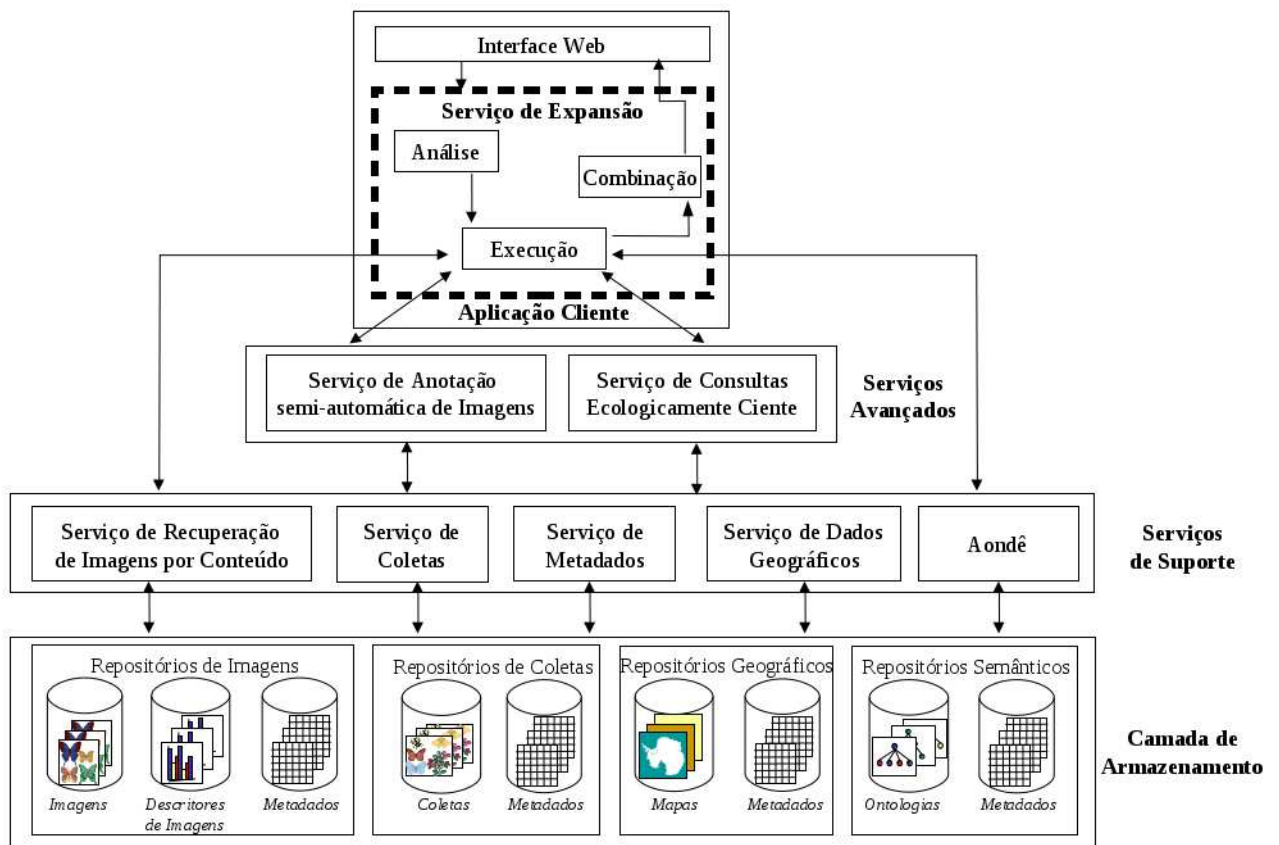 Interface Web
Serviço de Expansão
Análise
Combinação
Execução
Aplicação Cliente
Serviço de Anotação
semi-automática de Imagens
Serviço de Consultas
Ecologicamente Ciente
Serviços
Avançados
Serviço de Recuperação
de Imagens por Conteúdo
Serviço de
Coletas
Serviço de
Metadados
Serviço de Dados
Geográficos
Aondê
Serviços
de Suporte
Repositórios de Imagens
Imagens
Descritores
de Imagens
Metadados
Repositórios de Coletas
Coletas
Metadados
Repositórios Geográficos
Mapas
Metadados
Repositórios Semânticos
Ontologias
Metadados
Camada de
Armazenamento